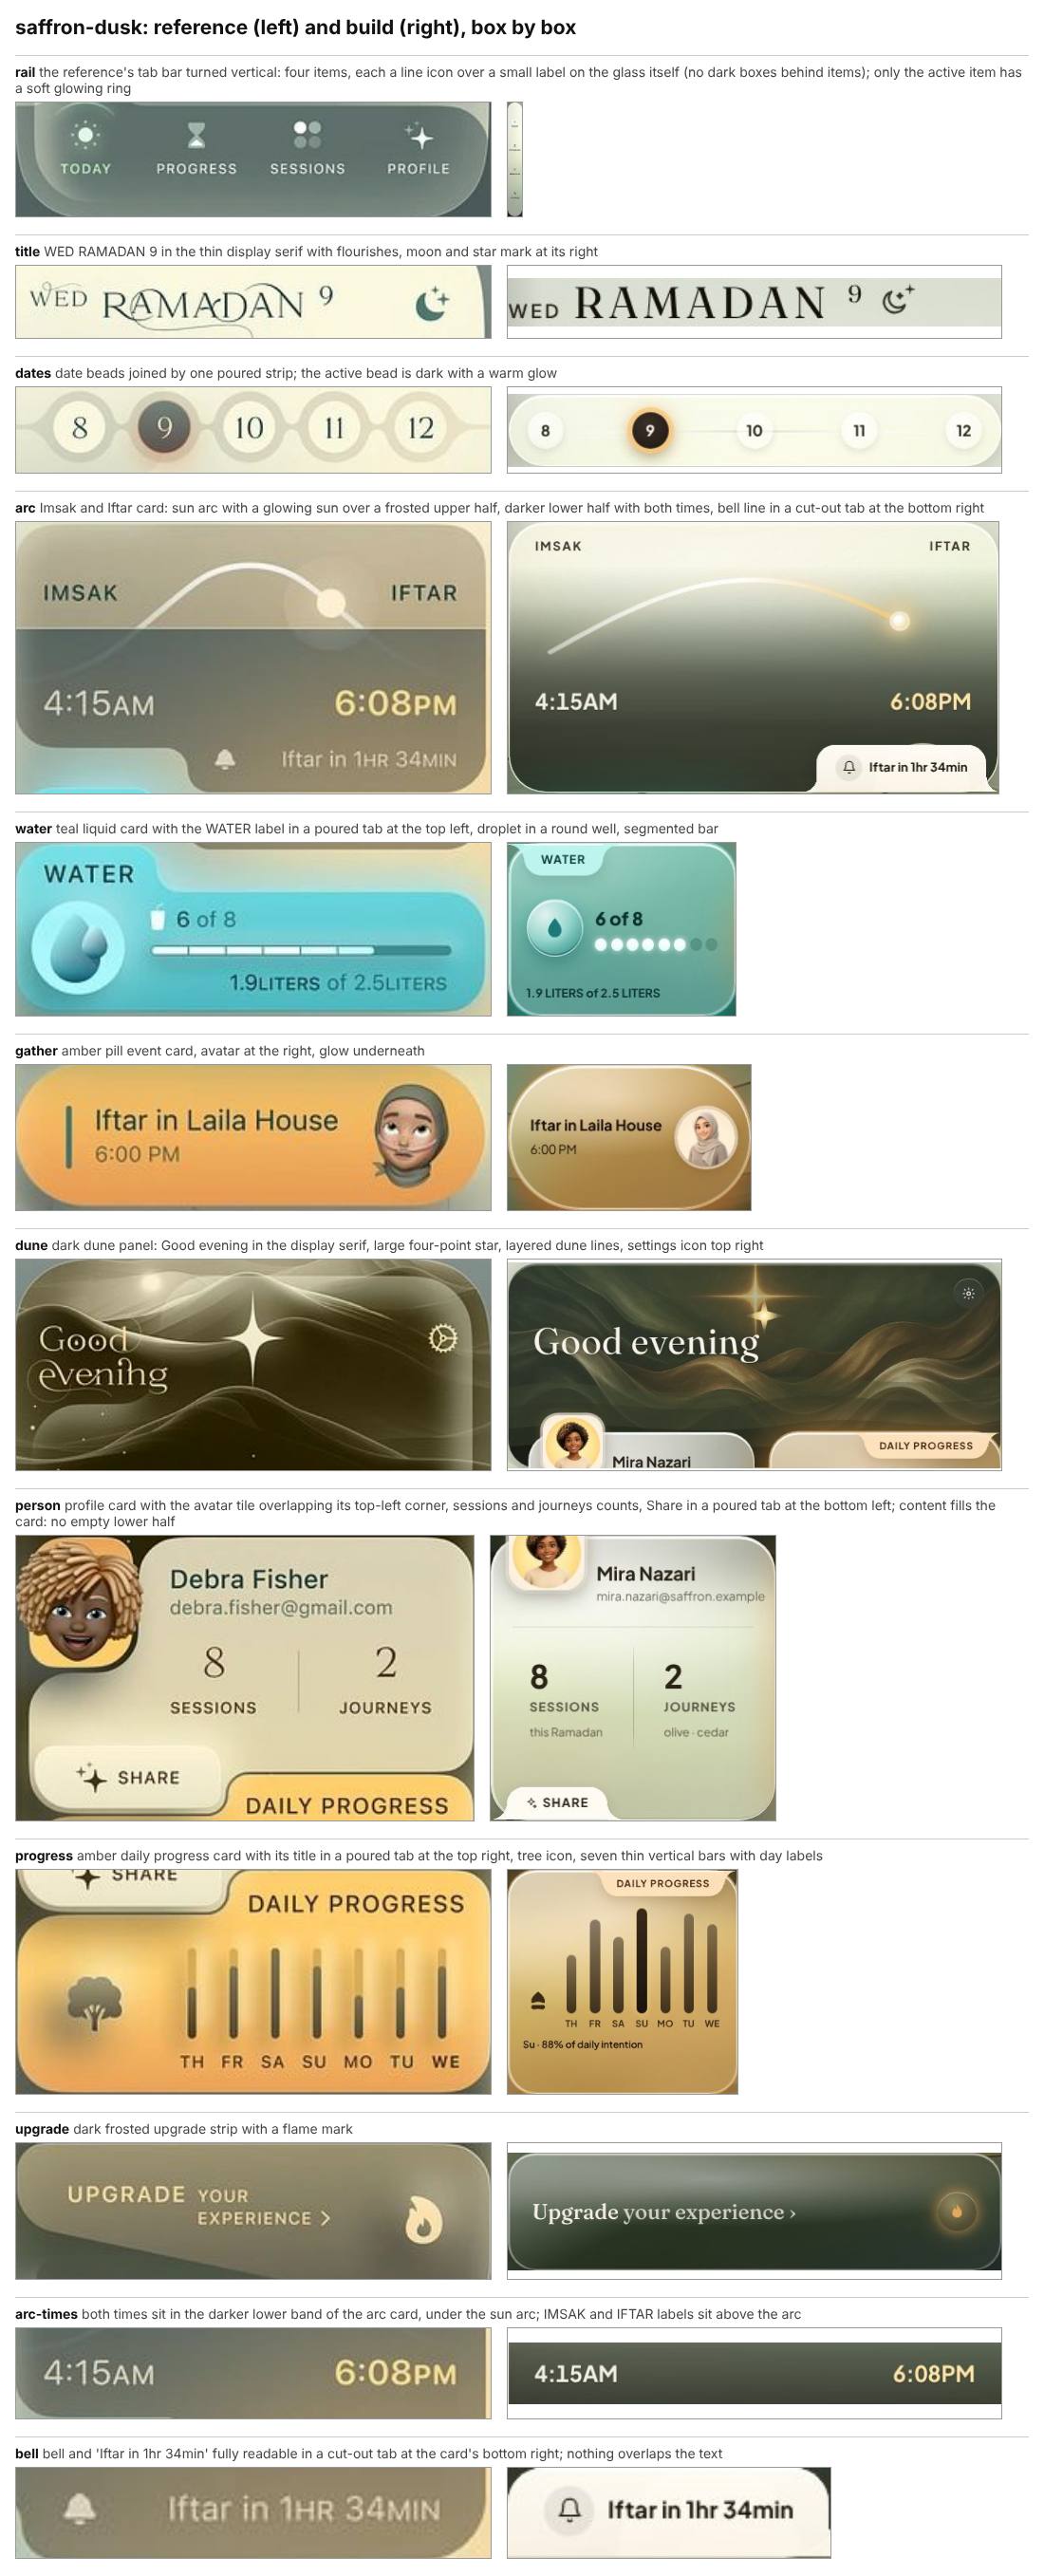 saffron-dusk: reference (left) and build (right), box by box
rail the reference's tab bar turned vertical: four items, each a line icon over a small label on the glass itself (no dark boxes behind items); only the active item has
a soft glowing ring
TODAY PROGRESS SESSIONS PROFILE
title WED RAMADAN 9 in the thin display serif with flourishes, moon and star mark at its right
WED RAMADAN 9
WED RAMADAN 9
dates date beads joined by one poured strip; the active bead is dark with a warm glow
8 9 10 11 12
8 9 10 11 12
arc Imsak and Iftar card: sun arc with a glowing sun over a frosted upper half, darker lower half with both times, bell line in a cut-out tab at the bottom right
IMSAK IFTAR
4:15AM 6:08PM
Iftar in 1HR 34MIN
IMSAK IFTAR
4:15AM 6:08PM
Iftar in 1hr 34min
water teal liquid card with the WATER label in a poured tab at the top left, droplet in a round well, segmented bar
WATER
6 of 8
1.9LITERS of 2.5LITERS
WATER
6 of 8
1.9 LITERS of 2.5 LITERS
gather amber pill event card, avatar at the right, glow underneath
Iftar in Laila House
6:00 PM
Iftar in Laila House
6:00 PM
dune dark dune panel: Good evening in the display serif, large four-point star, layered dune lines, settings icon top right
Good
evening
Good evening
Mira Nazari
DAILY PROGRESS
person profile card with the avatar tile overlapping its top-left corner, sessions and journeys counts, Share in a poured tab at the bottom left; content fills the
card: no empty lower half
Debra Fisher
debra.fisher@gmail.com
8 2
SESSIONS JOURNEYS
SHARE
DAILY PROGRESS
Mira Nazari
mira.nazari@saffron.example
8 2
SESSIONS JOURNEYS
this Ramadan olive · cedar
SHARE
progress amber daily progress card with its title in a poured tab at the top right, tree icon, seven thin vertical bars with day labels
SHARE
DAILY PROGRESS
TH FR SA SU MO TU WE
DAILY PROGRESS
TH FR SA SU MO TU WE
Su · 88% of daily intention
upgrade dark frosted upgrade strip with a flame mark
UPGRADE YOUR
EXPERIENCE >
Upgrade your experience ›
arc-times both times sit in the darker lower band of the arc card, under the sun arc; IMSAK and IFTAR labels sit above the arc
4:15AM 6:08PM
4:15AM 6:08PM
bell bell and 'Iftar in 1hr 34min' fully readable in a cut-out tab at the card's bottom right; nothing overlaps the text
Iftar in 1HR 34MIN
Iftar in 1hr 34min